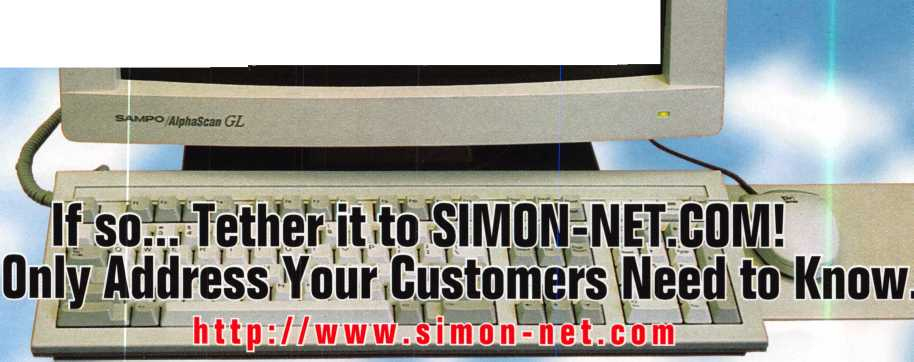 SAMPO/AlphaScan GL
If so... Tether it to SIMON-NET.COM!
Only Address Your Customers Need to Know.
http://www.simon-net.com